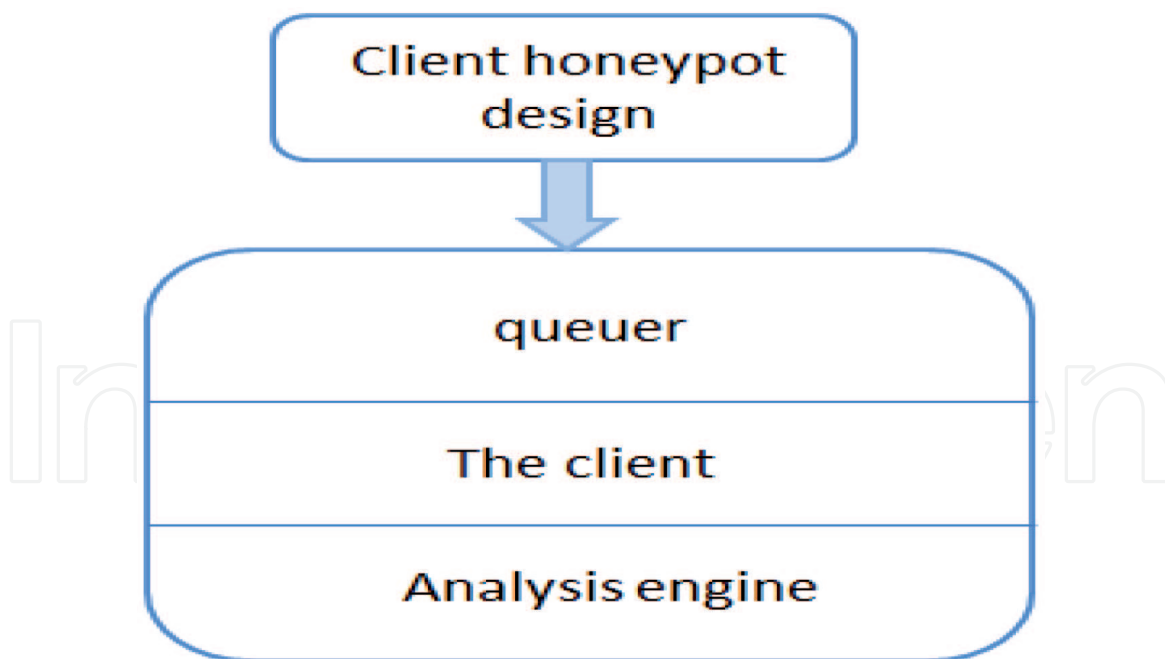 Client honeypot
design
queuer
The client
Analysis engine